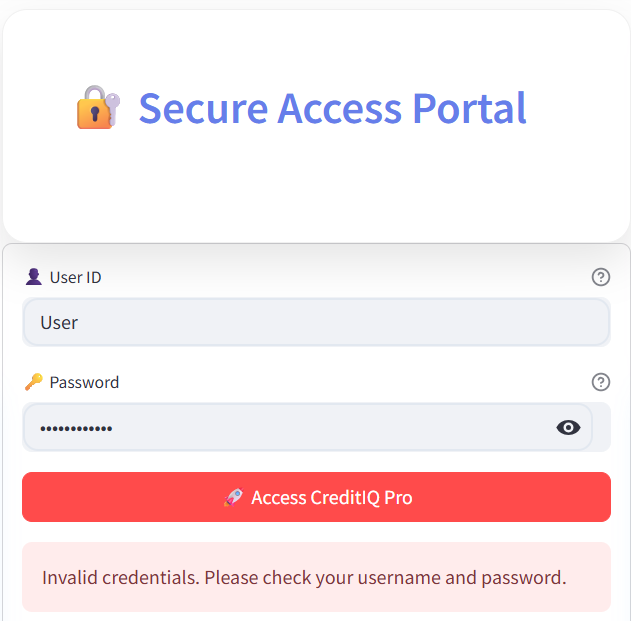 Secure Access Portal
User ID
User
Password
••••••••••••
Access CreditIQ Pro
Invalid credentials. Please check your username and password.